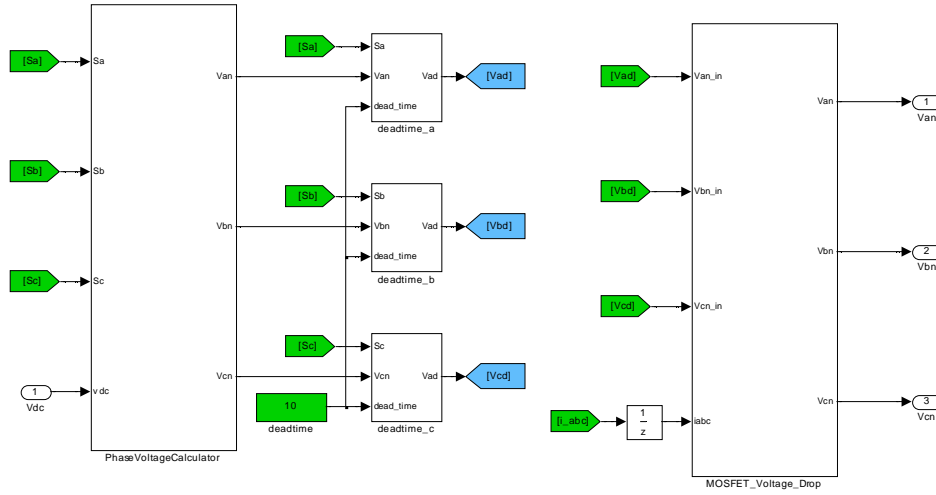 [Sa]
Sa
Van
[Sb]
Sb
Vbn
[Sc]
Sc
Vcn
1
vdc
Vdc
PhaseVoltageCalculator
[Sa]
Sa
Van
Vad
dead_time
deadtime_a
[Vad]
[Sb]
Sb
Vbn
Vad
dead_time
deadtime_b
[Vbd]
[Sc]
Sc
Vcn
Vad
dead_time
deadtime_c
[Vcd]
10
deadtime
[Vad]
Van_in
Van
1
Van
[Vbd]
Vbn_in
Vbn
2
Vbn
[Vcd]
Vcn_in
Vcn
3
Vcn
[i_abc]
1
z
iabc
MOSFET_Voltage_Drop